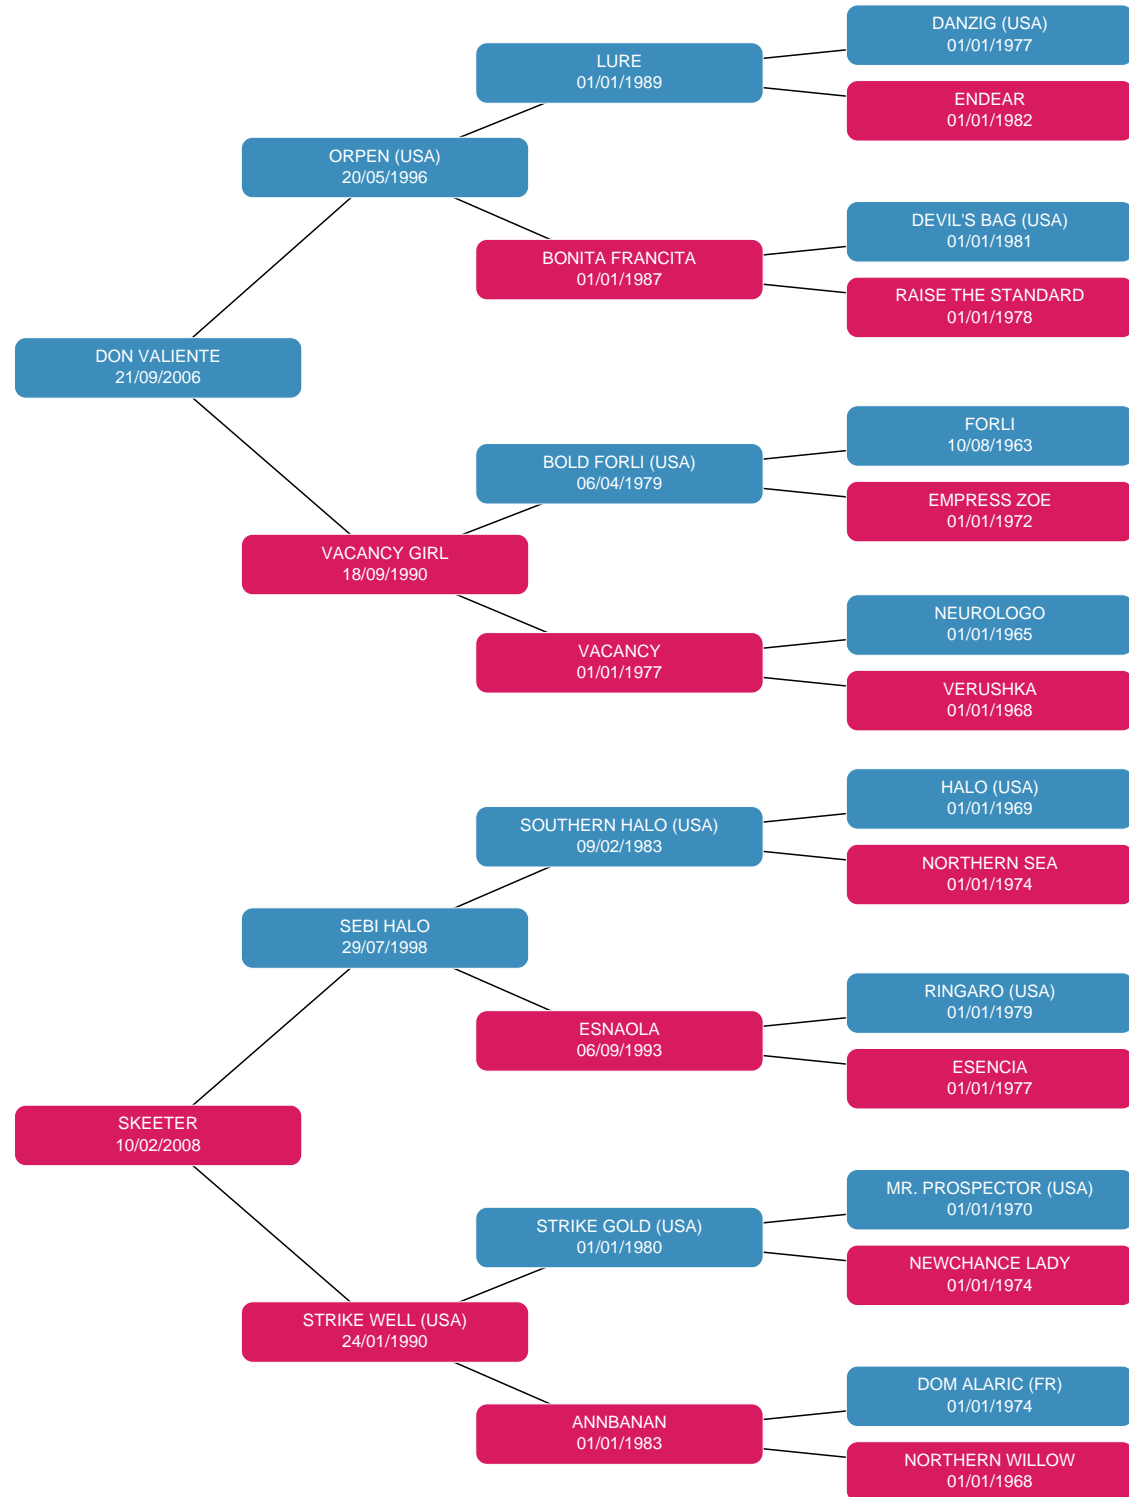 DANZIG (USA)
01/01/1977
LURE
01/01/1989
ENDEAR
01/01/1982
ORPEN (USA)
20/05/1996
DEVIL'S BAG (USA)
01/01/1981
BONITA FRANCITA
01/01/1987
RAISE THE STANDARD
01/01/1978
DON VALIENTE
21/09/2006
FORLI
10/08/1963
BOLD FORLI (USA)
06/04/1979
EMPRESS ZOE
01/01/1972
VACANCY GIRL
18/09/1990
NEUROLOGO
01/01/1965
VACANCY
01/01/1977
VERUSHKA
01/01/1968
HALO (USA)
01/01/1969
SOUTHERN HALO (USA)
09/02/1983
NORTHERN SEA
01/01/1974
SEBI HALO
29/07/1998
RINGARO (USA)
01/01/1979
ESNAOLA
06/09/1993
ESENCIA
01/01/1977
SKEETER
10/02/2008
MR. PROSPECTOR (USA)
01/01/1970
STRIKE GOLD (USA)
01/01/1980
NEWCHANCE LADY
01/01/1974
STRIKE WELL (USA)
24/01/1990
DOM ALARIC (FR)
01/01/1974
ANNBANAN
01/01/1983
NORTHERN WILLOW
01/01/1968